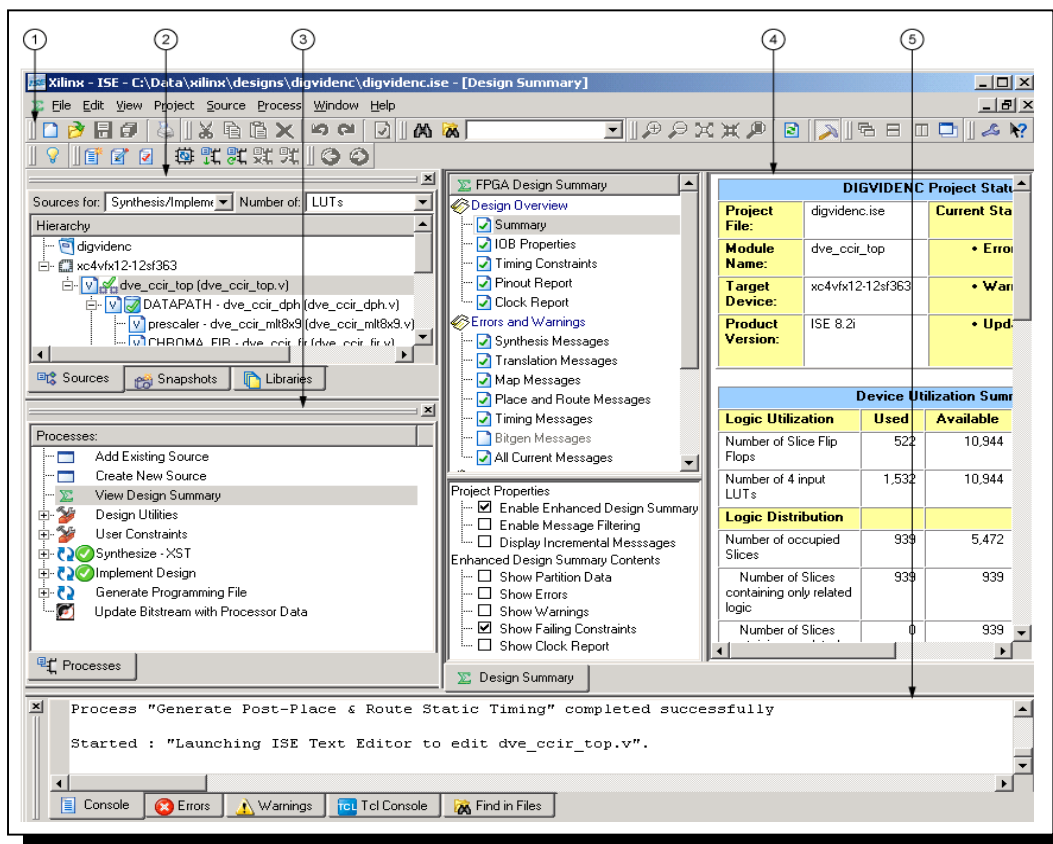 1 2 3 4 5
Xilinx - ISE - C:\Data\xilinx\designs\digvidenc\digvidenc.ise - [Design Summary]
File Edit View Project Source Process Window Help
Sources for: Synthesis/Impleme Number of: LUTs
Hierarchy
digvidenc
xc4vfx12-12sf363
dve_ccir_top (dve_ccir_top.v)
DATAPATH - dve_ccir_dph (dve_ccir_dph.v)
prescaler - dve_ccir_mlt8x9 (dve_ccir_mlt8x9.v)
CHROMA_FIR - dve_ccir_fir (dve_ccir_fir.v)
Sources Snapshots Libraries
Processes:
Add Existing Source
Create New Source
View Design Summary
Design Utilities
User Constraints
Synthesize - XST
Implement Design
Generate Programming File
Update Bitstream with Processor Data
Processes
FPGA Design Summary
Design Overview
Summary
IOB Properties
Timing Constraints
Pinout Report
Clock Report
Errors and Warnings
Synthesis Messages
Translation Messages
Map Messages
Place and Route Messages
Timing Messages
Bitgen Messages
All Current Messages
Project Properties
Enable Enhanced Design Summary
Enable Message Filtering
Display Incremental Messsages
Enhanced Design Summary Contents
Show Partition Data
Show Errors
Show Warnings
Show Failing Constraints
Show Clock Report
Design Summary
DIGVIDENC Project Statu
Project File: digvidenc.ise Current Sta
Module Name: dve_ccir_top • Erro
Target Device: xc4vfx12-12sf363 • Warn
Product Version: ISE 8.2i • Upd
Device Utilization Summ
Logic Utilization Used Available
Number of Slice Flip Flops 522 10,944
Number of 4 input LUTs 1,532 10,944
Logic Distribution
Number of occupied Slices 939 5,472
Number of Slices containing only related logic 939 939
Number of Slices 0 939
Process "Generate Post-Place & Route Static Timing" completed successfully
Started : "Launching ISE Text Editor to edit dve_ccir_top.v".
Console Errors Warnings TCL Tcl Console Find in Files